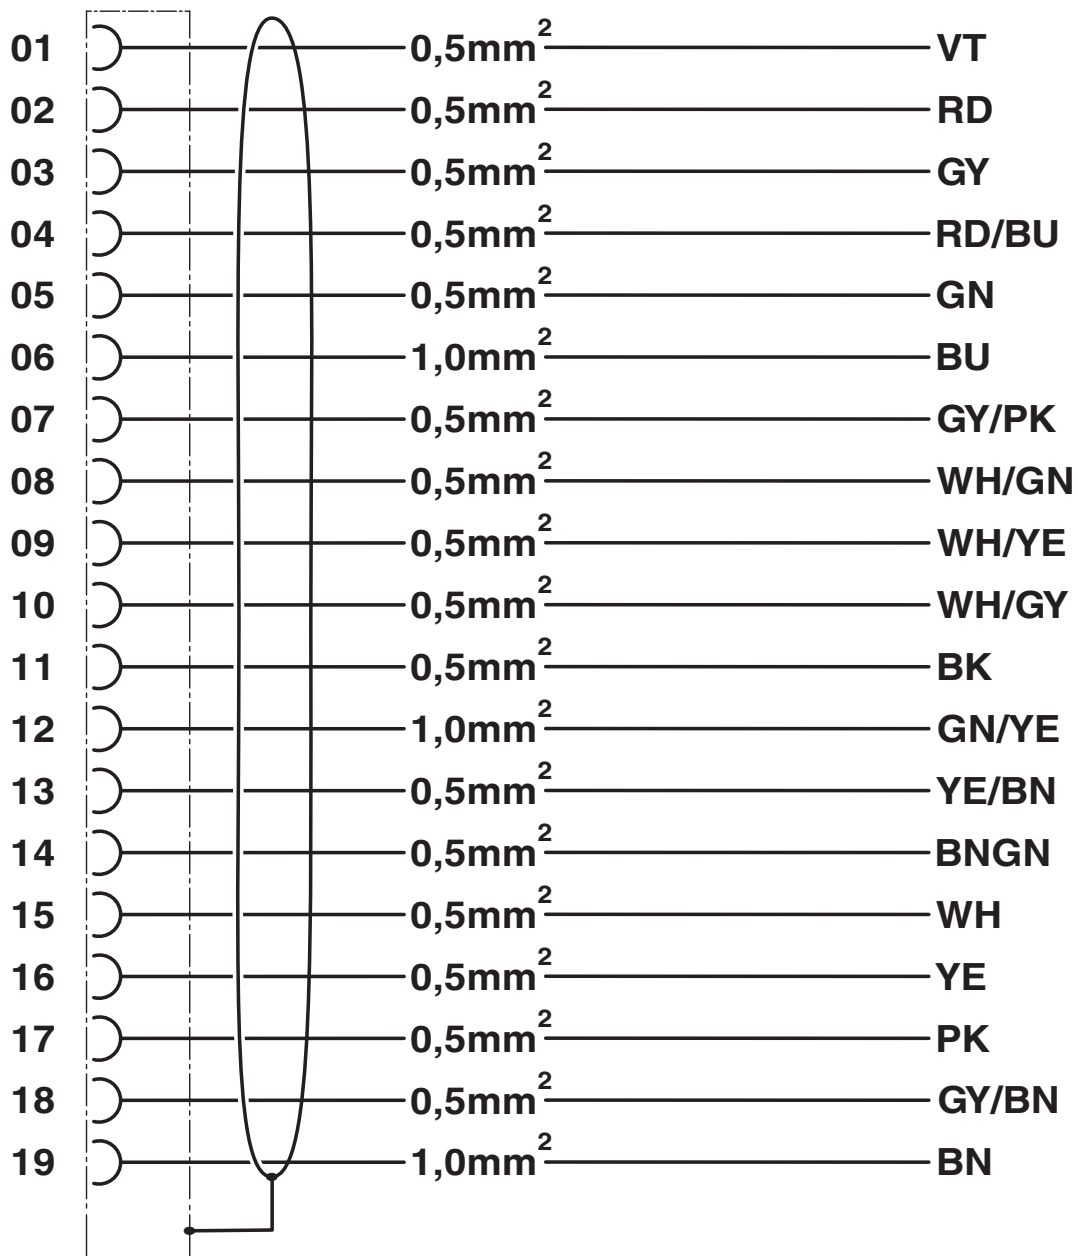 01 0,5mm² VT
02 0,5mm² RD
03 0,5mm² GY
04 0,5mm² RD/BU
05 0,5mm² GN
06 1,0mm² BU
07 0,5mm² GY/PK
08 0,5mm² WH/GN
09 0,5mm² WH/YE
10 0,5mm² WH/GY
11 0,5mm² BK
12 1,0mm² GN/YE
13 0,5mm² YE/BN
14 0,5mm² BNGN
15 0,5mm² WH
16 0,5mm² YE
17 0,5mm² PK
18 0,5mm² GY/BN
19 1,0mm² BN